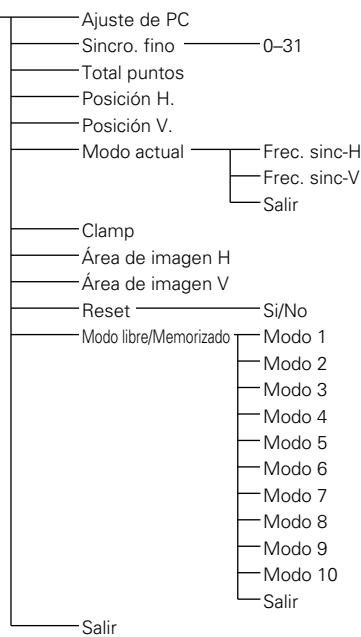 Ajuste de PC
Sincro. fino 0–31
Total puntos
Posición H.
Posición V.
Modo actual Frec. sinc-H
Frec. sinc-V
Salir
Clamp
Área de imagen H
Área de imagen V
Reset Si/No
Modo libre/Memorizado Modo 1
Modo 2
Modo 3
Modo 4
Modo 5
Modo 6
Modo 7
Modo 8
Modo 9
Modo 10
Salir
Salir